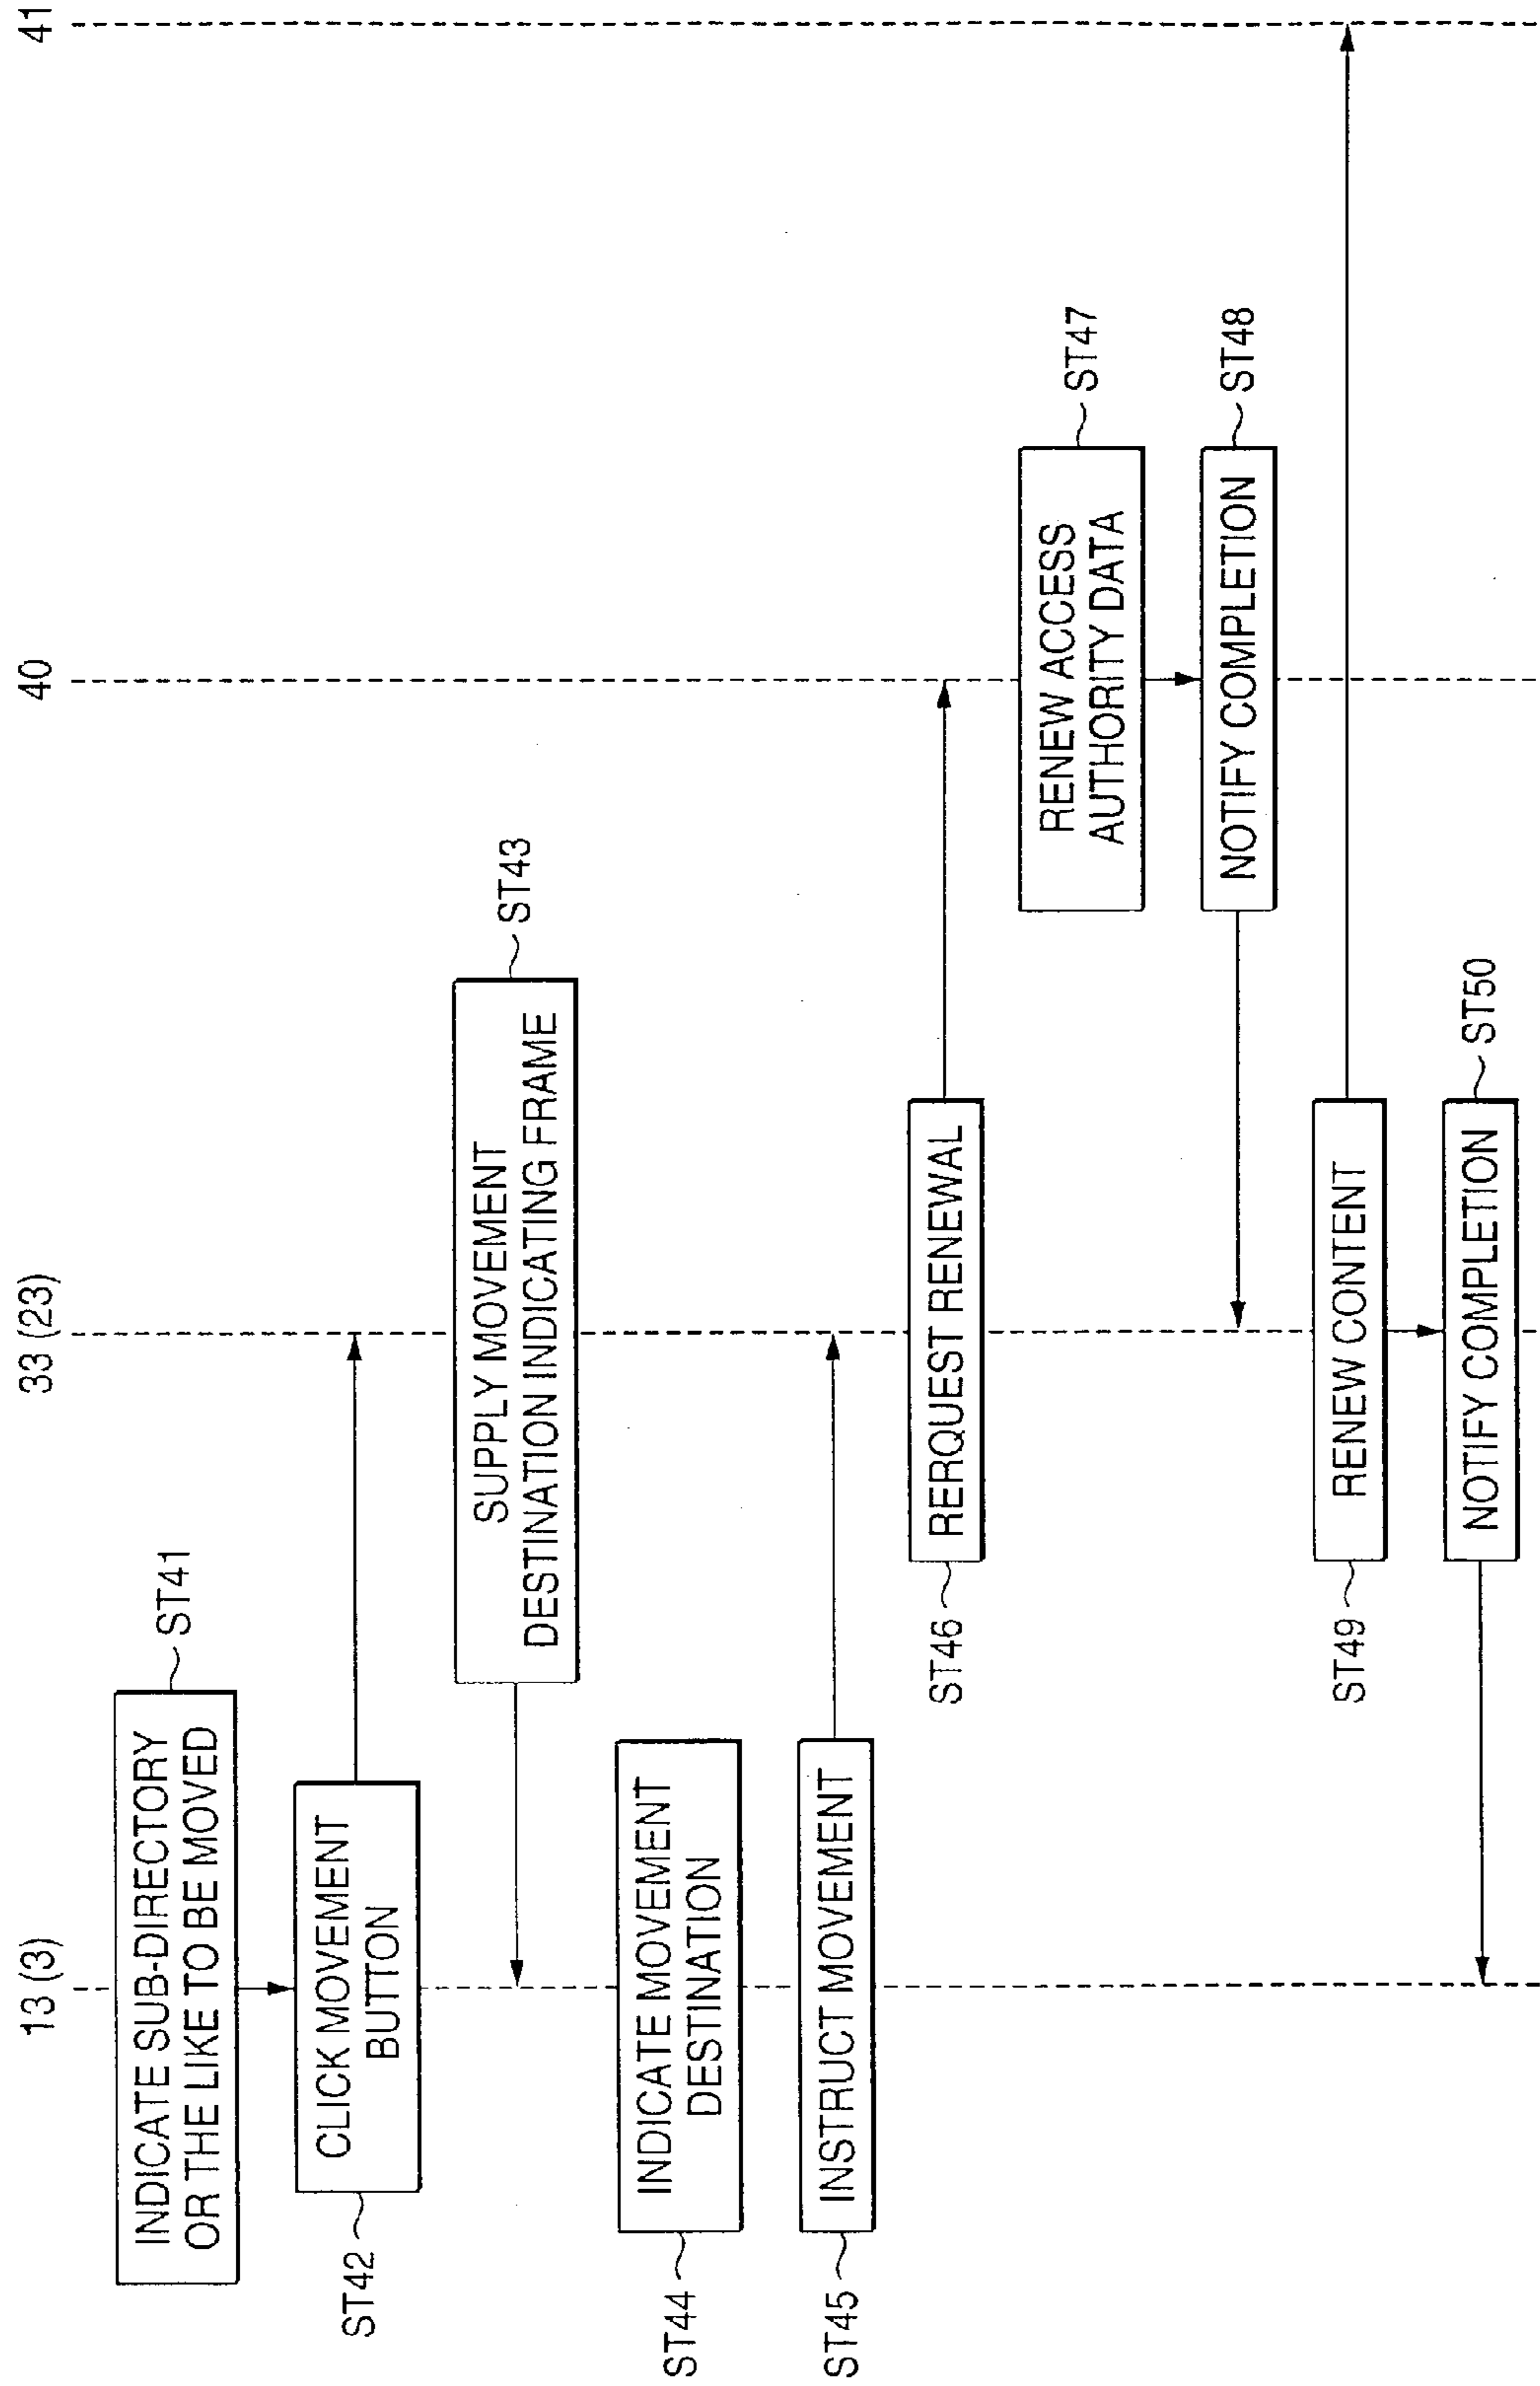 13 (3)
33 (23)
40
41
INDICATE SUB-DIRECTORY
OR THE LIKE TO BE MOVED
ST41
CLICK MOVEMENT
BUTTON
ST42
SUPPLY MOVEMENT
DESTINATION INDICATING FRAME
ST43
INDICATE MOVEMENT
DESTINATION
ST44
INSTRUCT MOVEMENT
ST45
RERQUEST RENEWAL
ST46
RENEW ACCESS
AUTHORITY DATA
ST47
NOTIFY COMPLETION
ST48
RENEW CONTENT
ST49
NOTIFY COMPLETION
ST50